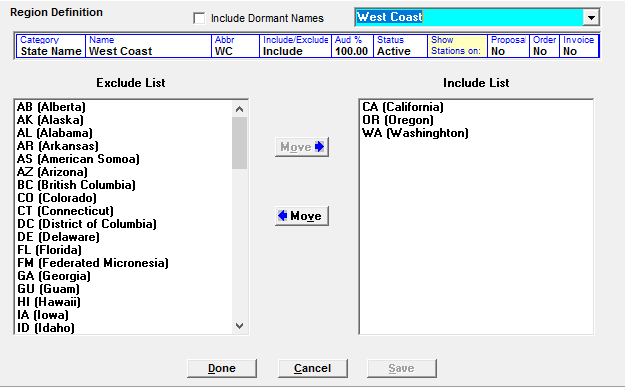 Region Definition
Include Dormant Names
West Coast
Category Name Abbr Include/Exclude Aud % Status Show Proposal Order Invoice
State Name West Coast WC Include 100.00 Active Stations on: No No No
Exclude List
Include List
AB (Alberta)
AK (Alaska)
AL (Alabama)
AR (Arkansas)
AS (American Somoa)
AZ (Arizona)
BC (British Columbia)
CO (Colorado)
CT (Connecticut)
DC (District of Columbia)
DE (Delaware)
FL (Florida)
FM (Federated Micronesia)
GA (Georgia)
GU (Guam)
HI (Hawaii)
IA (Iowa)
ID (Idaho)
Move
Move
CA (California)
OR (Oregon)
WA (Washinghton)
Done
Cancel
Save